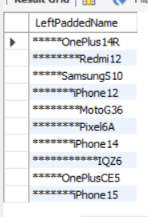 Result Grid
LeftPaddedName
*****OnePlus14R
********Redmi12
*****SamsungS10
*******iPhone12
********MotoG36
********Pixel6A
*******iPhone14
***********IQZ6
*****OnePlusCE5
*******iPhone15